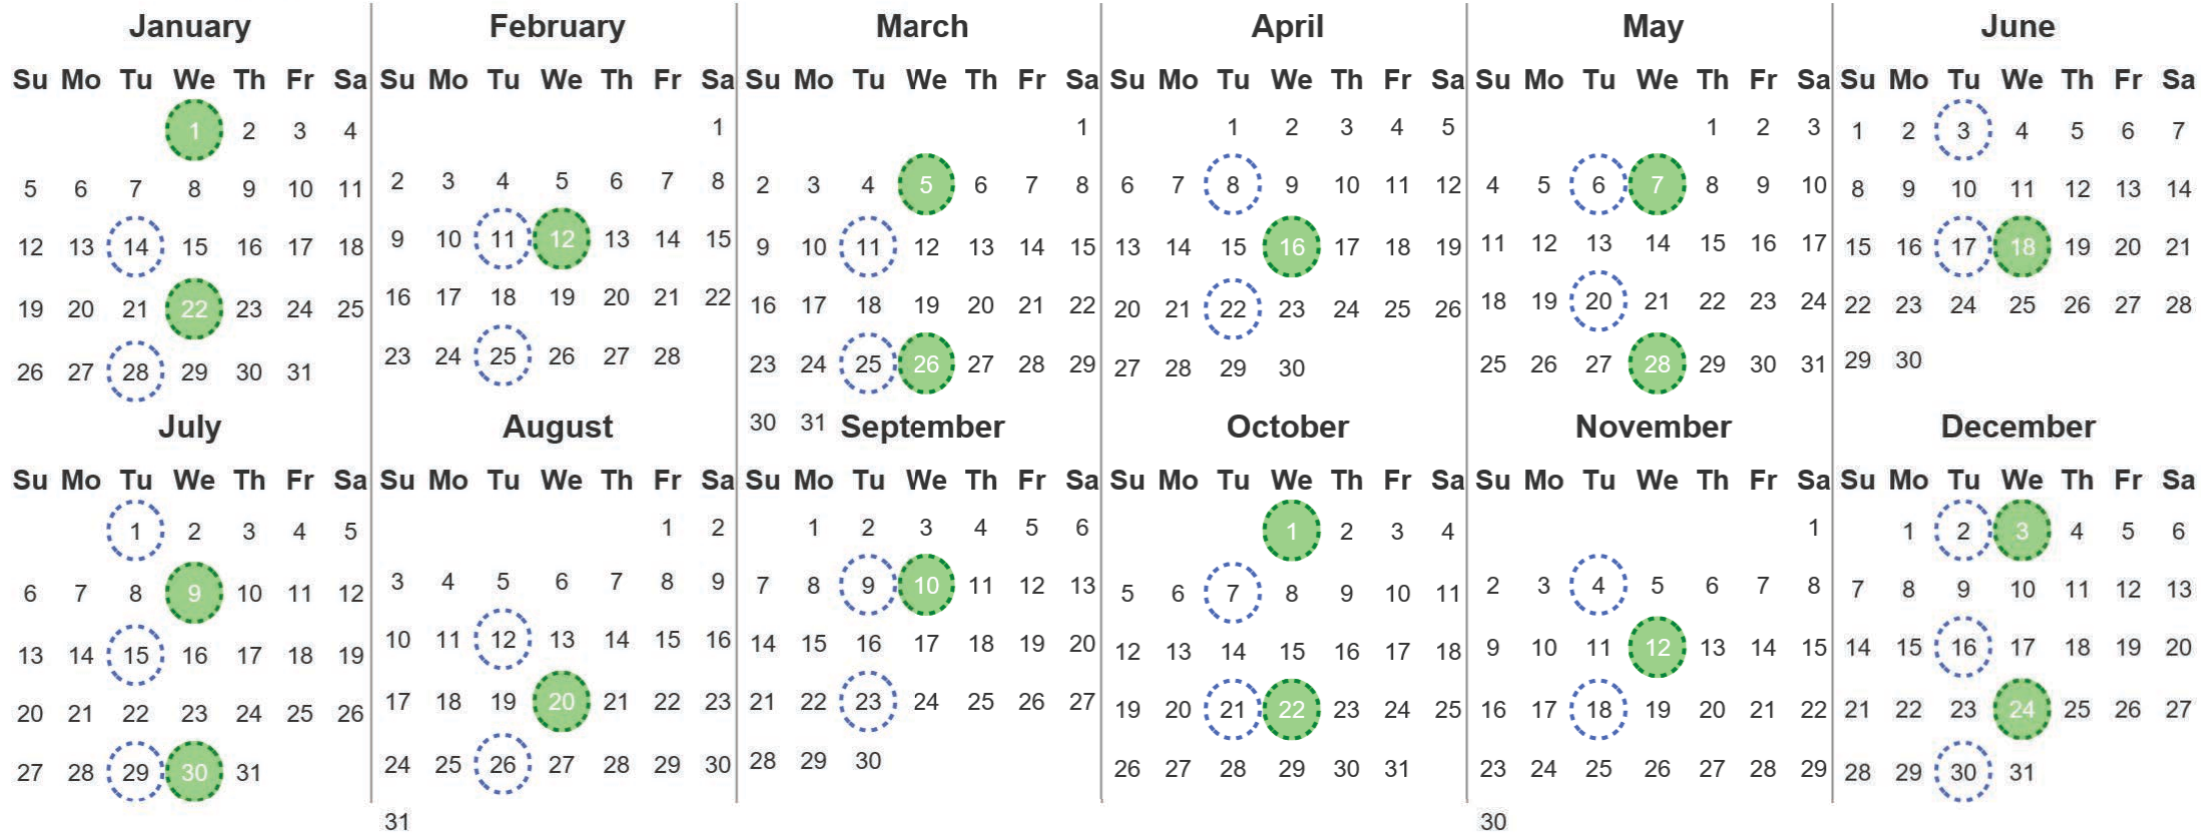 January February March April May June
Su Mo Tu We Th Fr Sa Su Mo Tu We Th Fr Sa Su Mo Tu We Th Fr Sa Su Mo Tu We Th Fr Sa Su Mo Tu We Th Fr Sa Su Mo Tu We Th Fr Sa
1 2 3 4 1 1 1 2 3 4 5 1 2 3 1 2 3 4 5 6 7
5 6 7 8 9 10 11 2 3 4 5 6 7 8 2 3 4 5 6 7 8 6 7 8 9 10 11 12 4 5 6 7 8 9 10 8 9 10 11 12 13 14
12 13 14 15 16 17 18 9 10 11 12 13 14 15 9 10 11 12 13 14 15 13 14 15 16 17 18 19 11 12 13 14 15 16 17 15 16 17 18 19 20 21
19 20 21 22 23 24 25 16 17 18 19 20 21 22 16 17 18 19 20 21 22 20 21 22 23 24 25 26 18 19 20 21 22 23 24 22 23 24 25 26 27 28
26 27 28 29 30 31 23 24 25 26 27 28 23 24 25 26 27 28 29 27 28 29 30 25 26 27 28 29 30 31 29 30
30 31
July August September October November December
Su Mo Tu We Th Fr Sa Su Mo Tu We Th Fr Sa Su Mo Tu We Th Fr Sa Su Mo Tu We Th Fr Sa Su Mo Tu We Th Fr Sa Su Mo Tu We Th Fr Sa
1 2 3 4 5 1 2 1 2 3 4 5 6 1 2 3 4 1 1 2 3 4 5 6
6 7 8 9 10 11 12 3 4 5 6 7 8 9 7 8 9 10 11 12 13 5 6 7 8 9 10 11 2 3 4 5 6 7 8 7 8 9 10 11 12 13
13 14 15 16 17 18 19 10 11 12 13 14 15 16 14 15 16 17 18 19 20 12 13 14 15 16 17 18 9 10 11 12 13 14 15 14 15 16 17 18 19 20
20 21 22 23 24 25 26 17 18 19 20 21 22 23 21 22 23 24 25 26 27 19 20 21 22 23 24 25 16 17 18 19 20 21 22 21 22 23 24 25 26 27
27 28 29 30 31 24 25 26 27 28 29 30 28 29 30 26 27 28 29 30 31 23 24 25 26 27 28 29 28 29 30 31
31 30